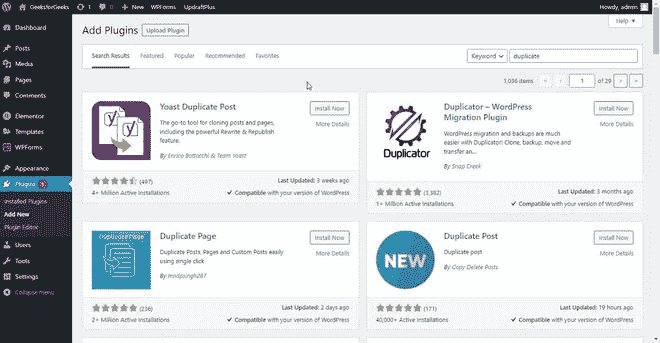 GeeksforGeeks 1 0 New WPForms UpdraftPlus Howdy, admin
Dashboard
Posts
Media
Pages
Comments
Elementor
Templates
WPForms
Appearance
Plugins
Installed Plugins
Add New
Plugin Editor
Users
Tools
Settings
Collapse menu
Add Plugins Upload Plugin Help
Search Results Featured Popular Recommended Favorites Keyword duplicate
1,036 items « ‹ 1 of 29 › »
Yoast Duplicate Post
Install Now
The go-to tool for cloning posts and pages,
including the powerful Rewrite & Republish
feature.
More Details
By Enrico Battocchi & Team Yoast
(497) Last Updated: 3 weeks ago
4+ Million Active Installations Compatible with your version of WordPress
Duplicator
Duplicator – WordPress
Migration Plugin
Install Now
WordPress migration and backups are much
easier with Duplicator! Clone, backup, move and
transfer an...
More Details
By Snap Creek
(3,382) Last Updated: 3 months ago
1+ Million Active Installations Compatible with your version of WordPress
Duplicate Page
Duplicate Page
Install Now
Duplicate Posts, Pages and Custom Posts easily
using single click
More Details
By mndpsingh287
(236) Last Updated: 2 days ago
2+ Million Active Installations Compatible with your version of WordPress
NEW
Duplicate Post
Install Now
Duplicate post
More Details
By Copy Delete Posts
(171) Last Updated: 19 hours ago
40,000+ Active Installations Compatible with your version of WordPress